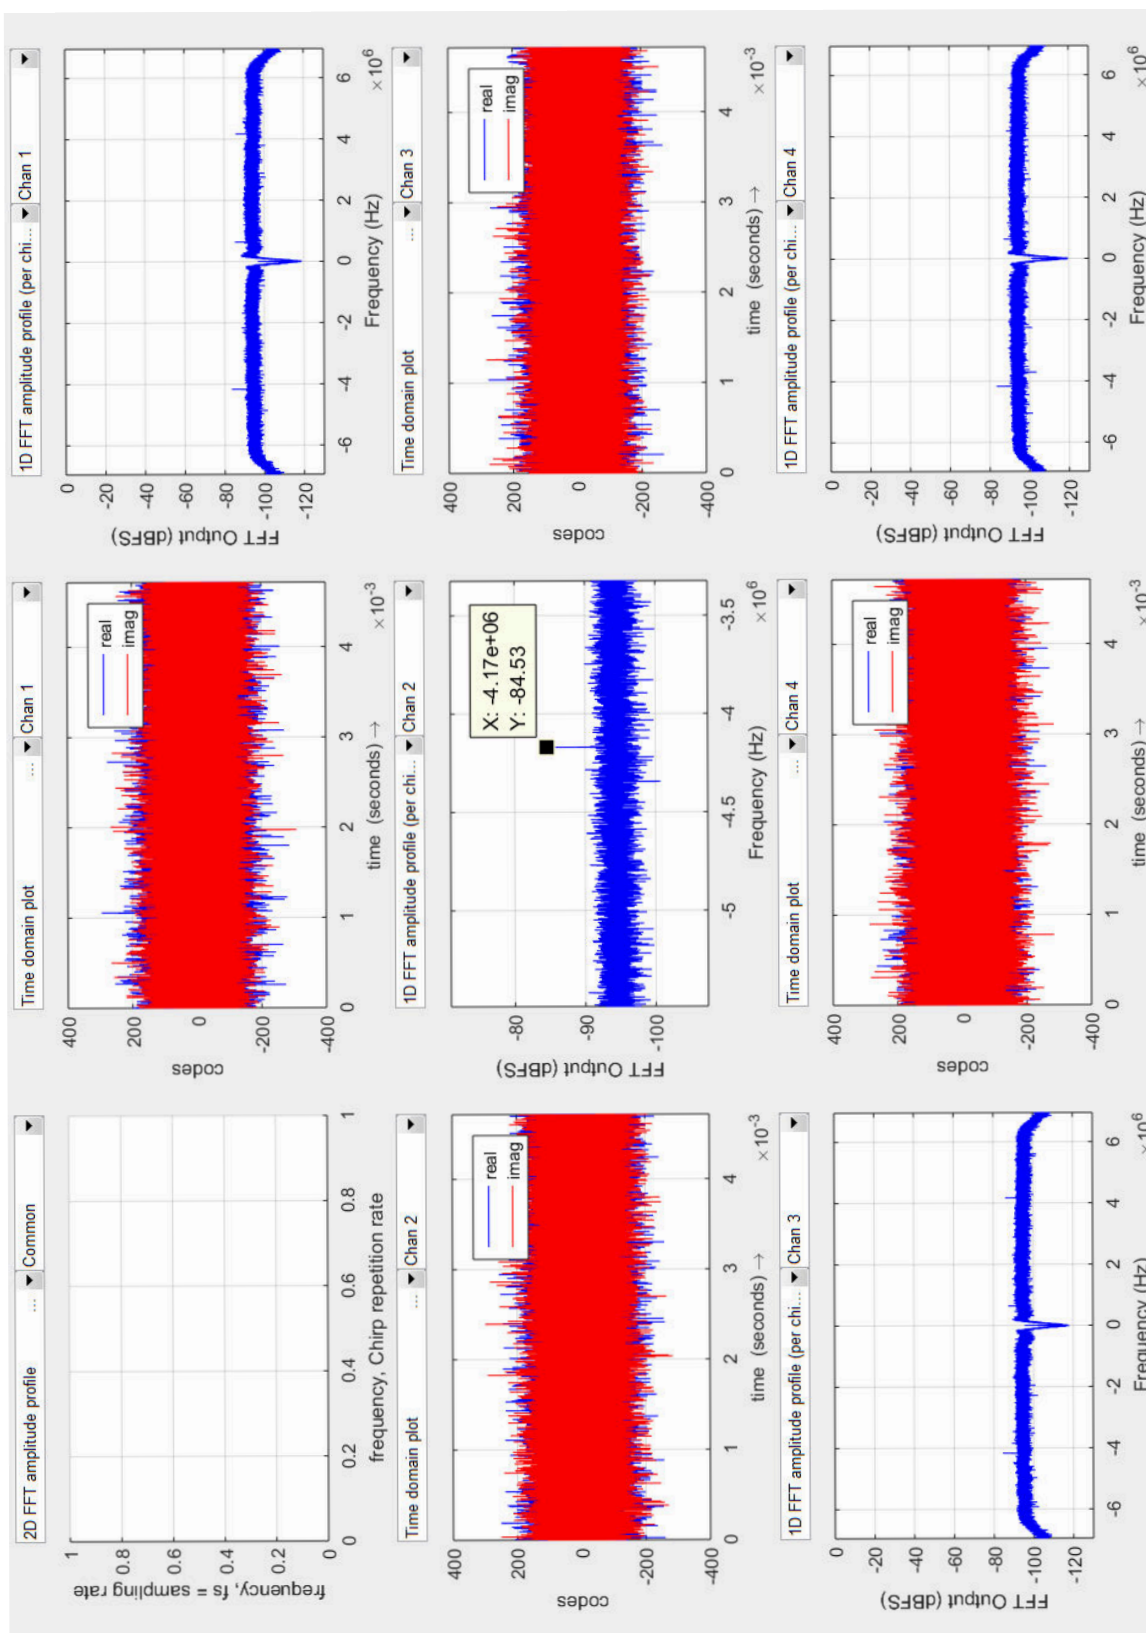 2D FFT amplitude profile ... Common
1
0.8
0.6
0.4
0.2
0
frequency, fs = sampling rate
0 0.2 0.4 0.6 0.8 1
frequency, Chirp repetition rate
Time domain plot ... Chan 1
400
200
0
-200
-400
codes
real
imag
0 1 2 3 4
time (seconds) → ×10-3
1D FFT amplitude profile (per chi... Chan 1
0
-20
-40
-60
-80
-100
-120
FFT Output (dBFS)
-6 -4 -2 0 2 4 6
Frequency (Hz) ×106
Time domain plot ... Chan 2
400
200
0
-200
-400
codes
real
imag
0 1 2 3 4
time (seconds) → ×10-3
1D FFT amplitude profile (per chi... Chan 2
-80
-90
-100
FFT Output (dBFS)
X: -4.17e+06
Y: -84.53
-5 -4.5 -4 -3.5
Frequency (Hz) ×106
Time domain plot ... Chan 3
400
200
0
-200
-400
codes
real
imag
0 1 2 3 4
time (seconds) → ×10-3
1D FFT amplitude profile (per chi... Chan 3
0
-20
-40
-60
-80
-100
-120
FFT Output (dBFS)
-6 -4 -2 0 2 4 6
Frequency (Hz) ×106
Time domain plot ... Chan 4
400
200
0
-200
-400
codes
real
imag
0 1 2 3 4
time (seconds) → ×10-3
1D FFT amplitude profile (per chi... Chan 4
0
-20
-40
-60
-80
-100
-120
FFT Output (dBFS)
-6 -4 -2 0 2 4 6
Frequency (Hz) ×106